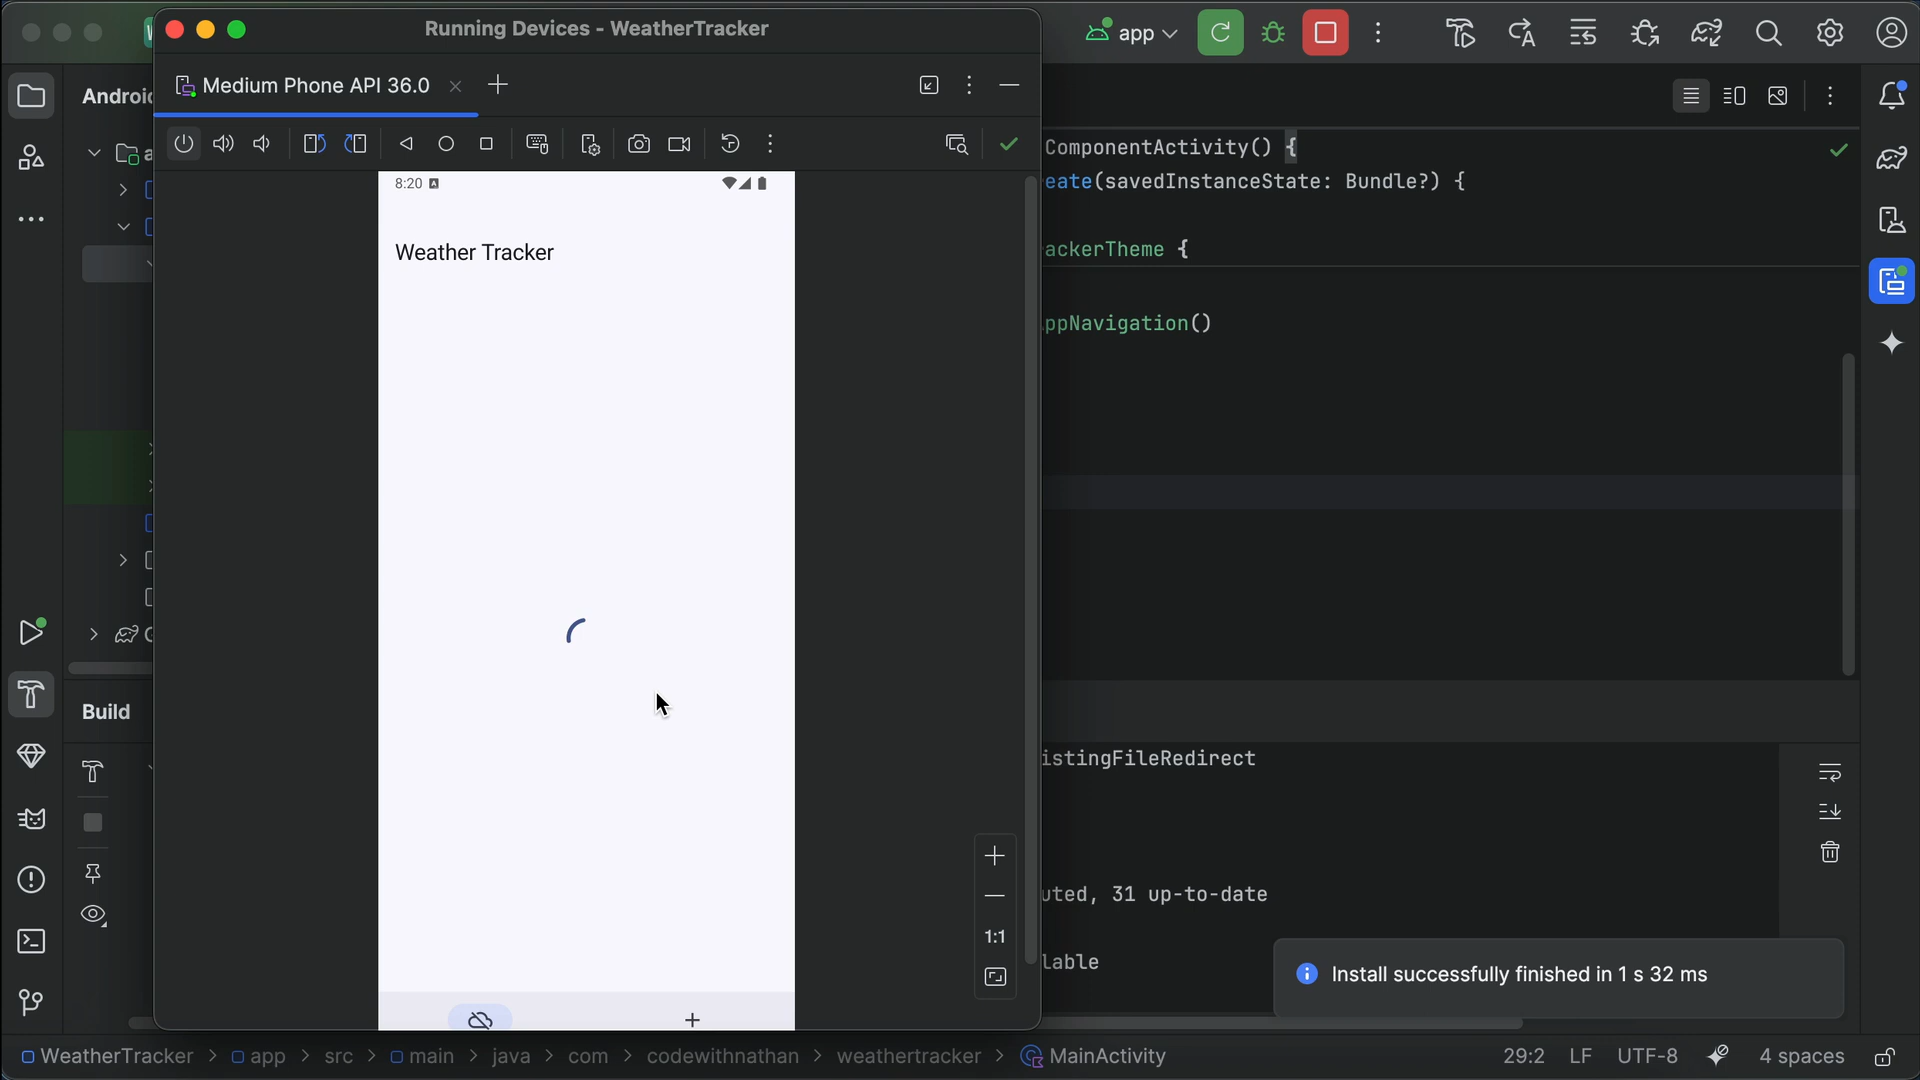 Running Devices - WeatherTracker
app
Androi
Medium Phone API 36.0
8:20
Weather Tracker
ComponentActivity() {
eate(savedInstanceState: Bundle?) {
ackerTheme {
ppNavigation()
Build
istingFileRedirect
uted, 31 up-to-date
lable
1:1
Install successfully finished in 1 s 32 ms
WeatherTracker > app > src > main > java > com > codewithnathan > weathertracker > MainActivity
29:2 LF UTF-8 4 spaces